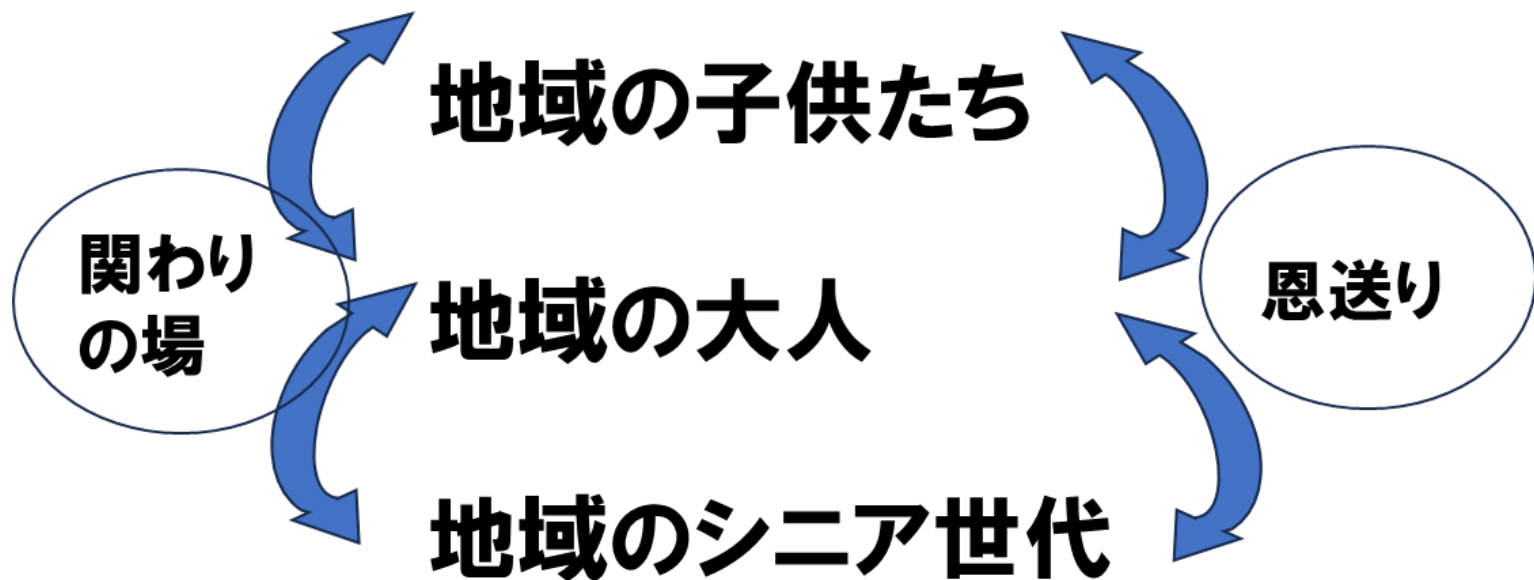 地域の子供たち
関わり
の場
地域の大人
恩送り
地域のシニア世代